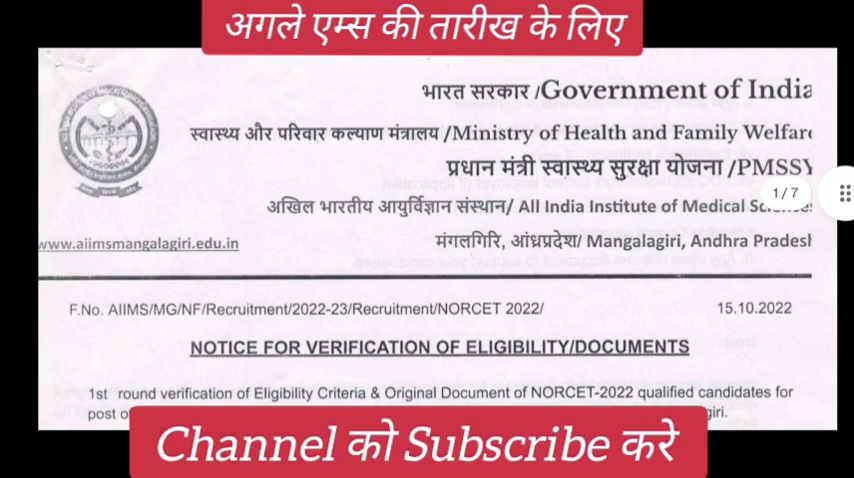 अगले एम्स की तारीख के लिए
भारत सरकार /Government of India
स्वास्थ्य और परिवार कल्याण मंत्रालय /Ministry of Health and Family Welfare
प्रधान मंत्री स्वास्थ्य सुरक्षा योजना /PMSSY
1 / 7
अखिल भारतीय आयुर्विज्ञान संस्थान/ All India Institute of Medical
www.aiimsmangalagiri.edu.in
मंगलगिरि, आंध्रप्रदेश/ Mangalagiri, Andhra Pradesh
F.No. AIIMS/MG/NF/Recruitment/2022-23/Recruitment/NORCET 2022/ 15.10.2022
NOTICE FOR VERIFICATION OF ELIGIBILITY/DOCUMENTS
1st round verification of Eligibility Criteria & Original Document of NORCET-2022 qualified candidates for
post
Channel को Subscribe करे